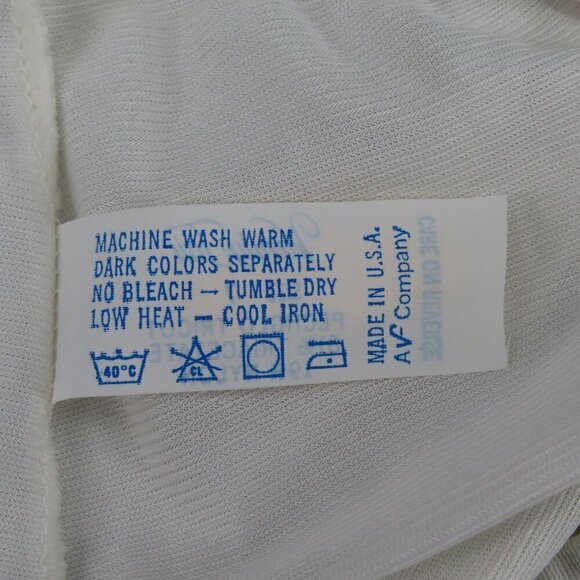 MACHINE WASH WARM
DARK COLORS SEPARATELY
NO BLEACH — TUMBLE DRY
LOW HEAT — COOL IRON
40°C
CL
MADE IN U.S.A.
A VF Company
CARE ON REVERSE